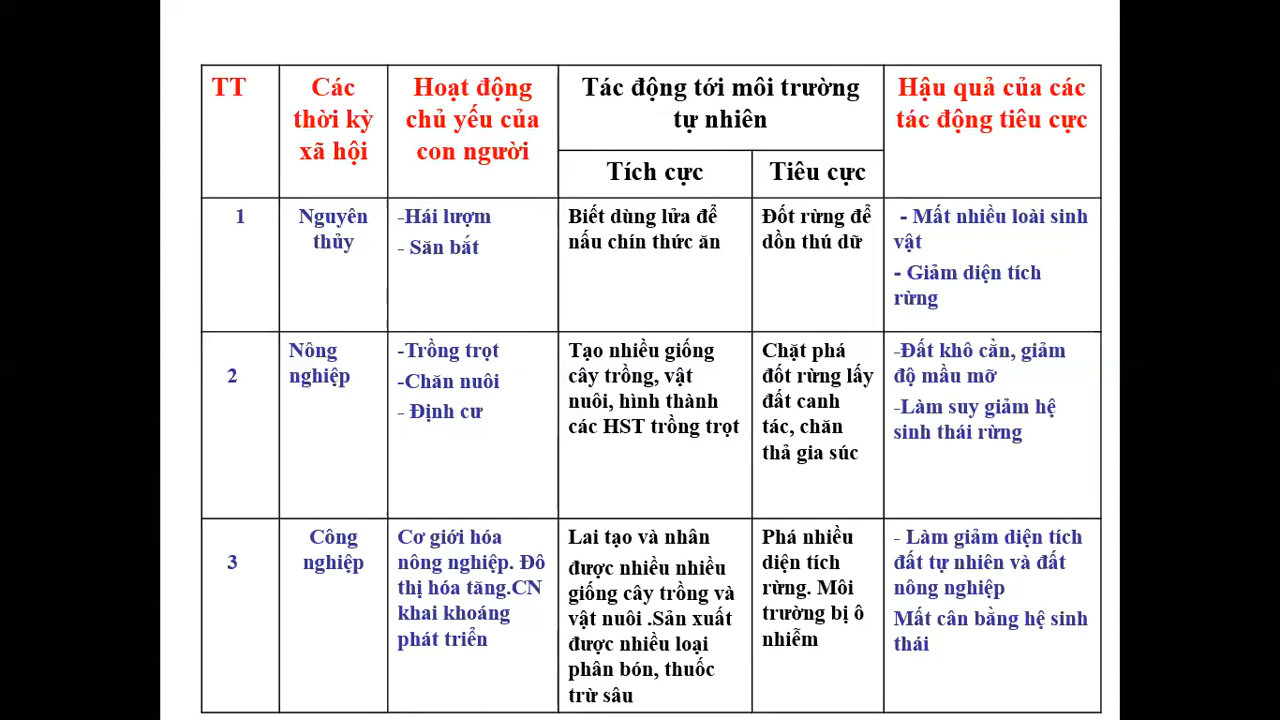 TT
Các
thời kỳ
xã hội
Hoạt động
chủ yếu của
con người
Tác động tới môi trường
tự nhiên
Hậu quả của các
tác động tiêu cực
Tích cực
Tiêu cực
1
Nguyên
thủy
-Hái lượm
- Săn bắt
Biết dùng lửa để
nấu chín thức ăn
Đốt rừng để
dồn thú dữ
- Mất nhiều loài sinh
vật
- Giảm diện tích
rừng
2
Nông
nghiệp
-Trồng trọt
-Chăn nuôi
- Định cư
Tạo nhiều giống
cây trồng, vật
nuôi, hình thành
các HST trồng trọt
Chặt phá
đốt rừng lấy
đất canh
tác, chăn
thả gia súc
-Đất khô cằn, giảm
độ mầu mỡ
-Làm suy giảm hệ
sinh thái rừng
3
Công
nghiệp
Cơ giới hóa
nông nghiệp. Đô
thị hóa tăng.CN
khai khoáng
phát triển
Lai tạo và nhân
được nhiều nhiều
giống cây trồng và
vật nuôi .Sản xuất
được nhiều loại
phân bón, thuốc
trừ sâu
Phá nhiều
diện tích
rừng. Môi
trường bị ô
nhiễm
- Làm giảm diện tích
đất tự nhiên và đất
nông nghiệp
Mất cân bằng hệ sinh
thái